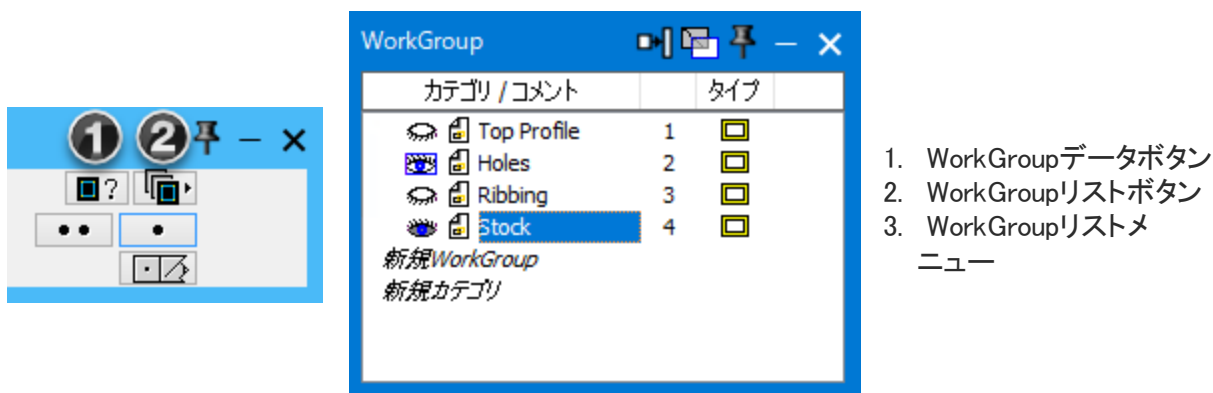 1 2
?
WorkGroup
カテゴリ / コメント タイプ
Top Profile 1
Holes 2
Ribbing 3
Stock 4
新規WorkGroup
新規カテゴリ
1. WorkGroupデータボタン
2. WorkGroupリストボタン
3. WorkGroupリストメ
ニュー